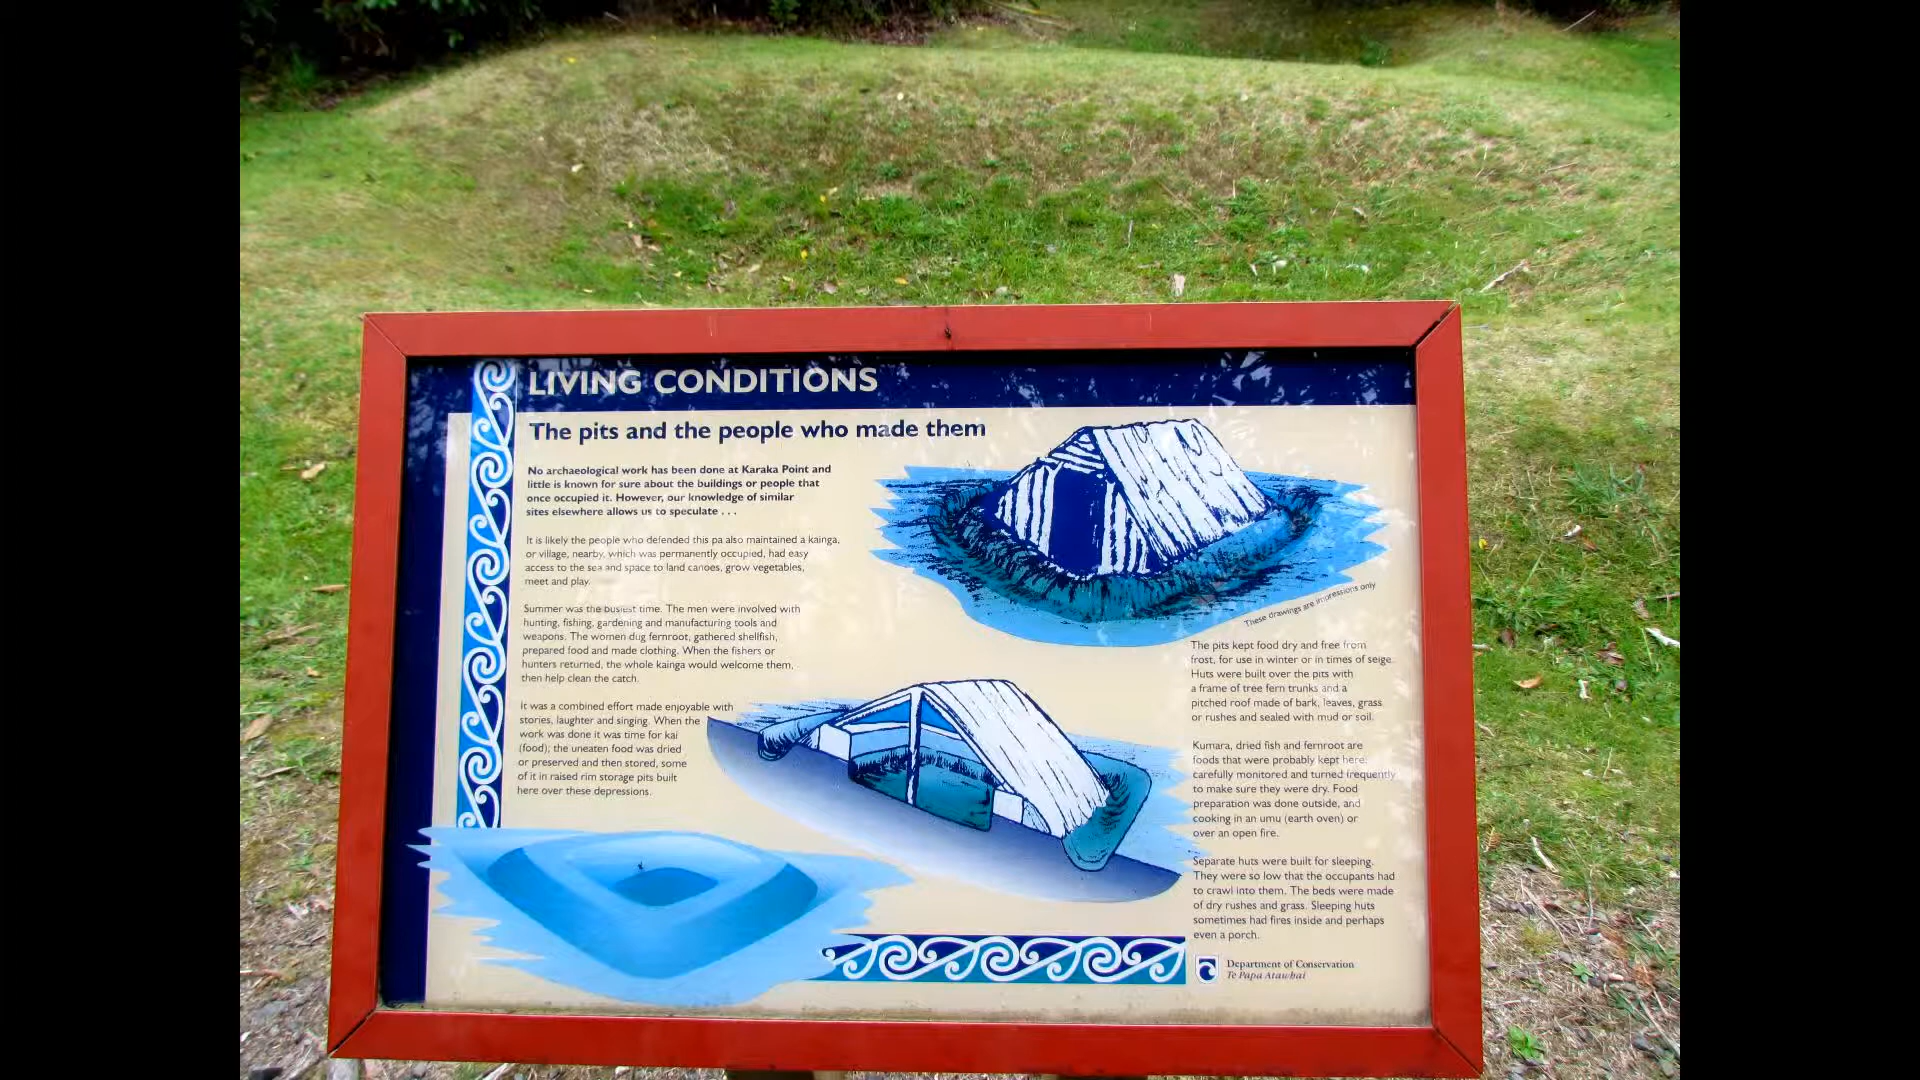 LIVING CONDITIONS
The pits and the people who made them
No archaeological work has been done at Karaka Point and
little is known for sure about the buildings or people that
once occupied it. However, our knowledge of similar
sites elsewhere allows us to speculate . . .
It is likely the people who defended this pa also maintained a kainga,
or village, nearby, which was permanently occupied, had easy
access to the sea and space to land canoes, grow vegetables,
meet and play.
Summer was the busiest time. The men were involved with
hunting, fishing, gardening and manufacturing tools and
weapons. The women dug fernroot, gathered shellfish,
prepared food and made clothing. When the fishers or
hunters returned, the whole kainga would welcome them,
then help clean the catch.
It was a combined effort made enjoyable with
stories, laughter and singing. When the
work was done it was time for kai
(food); the uneaten food was dried
or preserved and then stored, some
of it in raised rim storage pits built
here over these depressions.
These drawings are impressions only
The pits kept food dry and free from
frost, for use in winter or in times of seige.
Huts were built over the pits with
a frame of tree fern trunks and a
pitched roof made of bark, leaves, grass
or rushes and sealed with mud or soil.
Kumara, dried fish and fernroot are
foods that were probably kept here,
carefully monitored and turned frequently
to make sure they were dry. Food
preparation was done outside, and
cooking in an umu (earth oven) or
over an open fire.
Separate huts were built for sleeping.
They were so low that the occupants had
to crawl into them. The beds were made
of dry rushes and grass. Sleeping huts
sometimes had fires inside and perhaps
even a porch.
Department of Conservation
Te Papa Atawhai